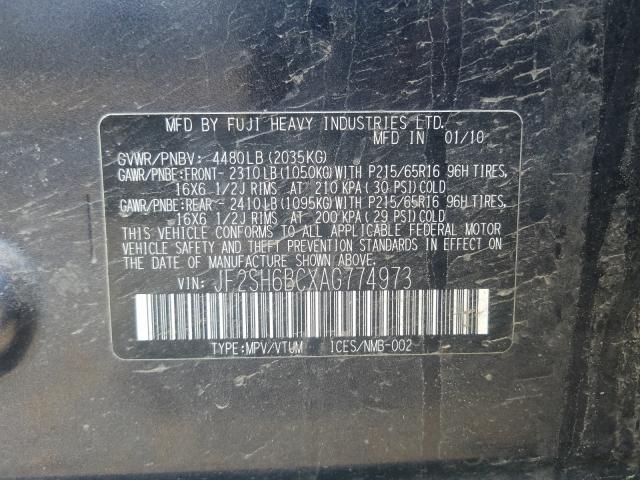 MFD BY FUJI HEAVY INDUSTRIES LTD.
MFD IN 01/10
GVWR/PNBV: 4480LB(2035KG)
GAWR/PNBE:FRONT- 2310LB(1050KG)WITH P215/65R16 96H TIRES,
16X6 1/2J RIMS AT 210 KPA(30 PSI)COLD
GAWR/PNBE:REAR - 2410LB(1095KG)WITH P215/65R16 96H TIRES,
16X6 1/2J RIMS AT 200 KPA(29 PSI)COLD
THIS VEHICLE CONFORMS TO ALL APPLICABLE FEDERAL MOTOR
VEHICLE SAFETY AND THEFT PREVENTION STANDARDS IN EFFECT ON
THE DATE OF MANUFACTURE SHOWN ABOVE.
VIN: JF2SH6BCXAG774973
TYPE:MPV/VTUM ICES/NMB-002